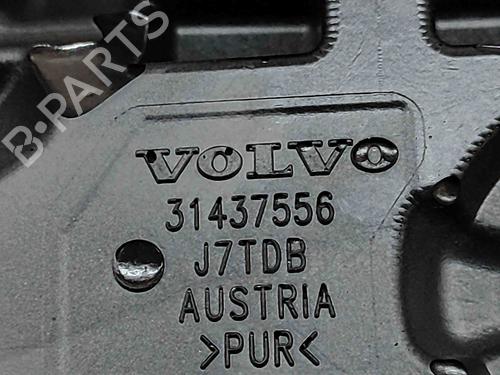 B-PARTS
VOLVO
31437556
J7TDB
AUSTRIA
>PUR<